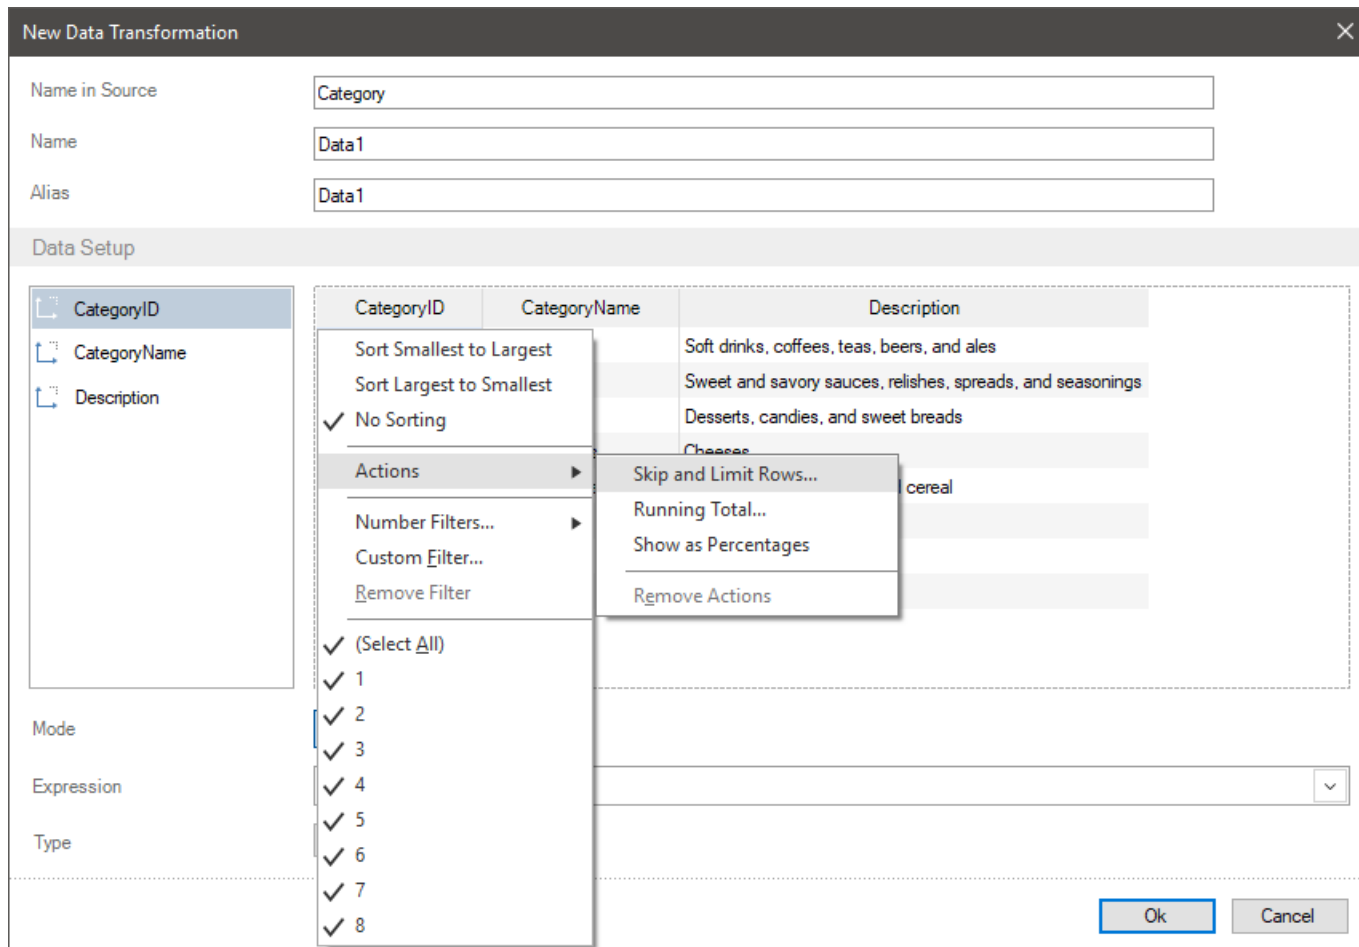 New Data Transformation
Name in Source
Category
Name
Data1
Alias
Data1
Data Setup
CategoryID
CategoryName
Description
CategoryID CategoryName Description
Soft drinks, coffees, teas, beers, and ales
Sweet and savory sauces, relishes, spreads, and seasonings
Desserts, candies, and sweet breads
Cheeses
cereal
Sort Smallest to Largest
Sort Largest to Smallest
No Sorting
Actions
Number Filters...
Custom Filter...
Remove Filter
(Select All)
1
2
3
4
5
6
7
8
Skip and Limit Rows...
Running Total...
Show as Percentages
Remove Actions
Mode
Expression
Type
Ok Cancel